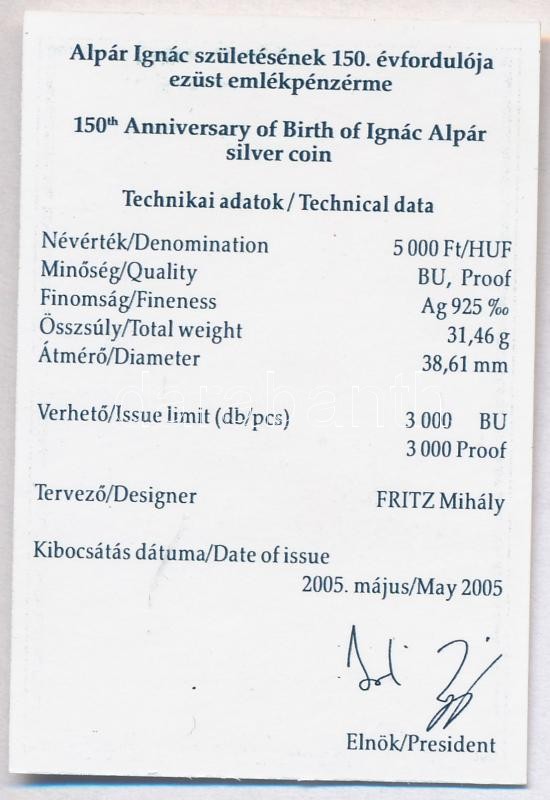 Alpár Ignác születésének 150. évfordulója
ezüst emlékpénzérme
150th Anniversary of Birth of Ignác Alpár
silver coin
Technikai adatok / Technical data
Névérték/Denomination 5 000 Ft/HUF
Minőség/Quality BU, Proof
Finomság/Fineness Ag 925 ‰
Összsúly/Total weight 31,46 g
Átmérő/Diameter 38,61 mm
darabanth
Verhető/Issue limit (db/pcs) 3 000 BU
3 000 Proof
Tervező/Designer FRITZ Mihály
Kibocsátás dátuma/Date of issue
2005. május/May 2005
Elnök/President